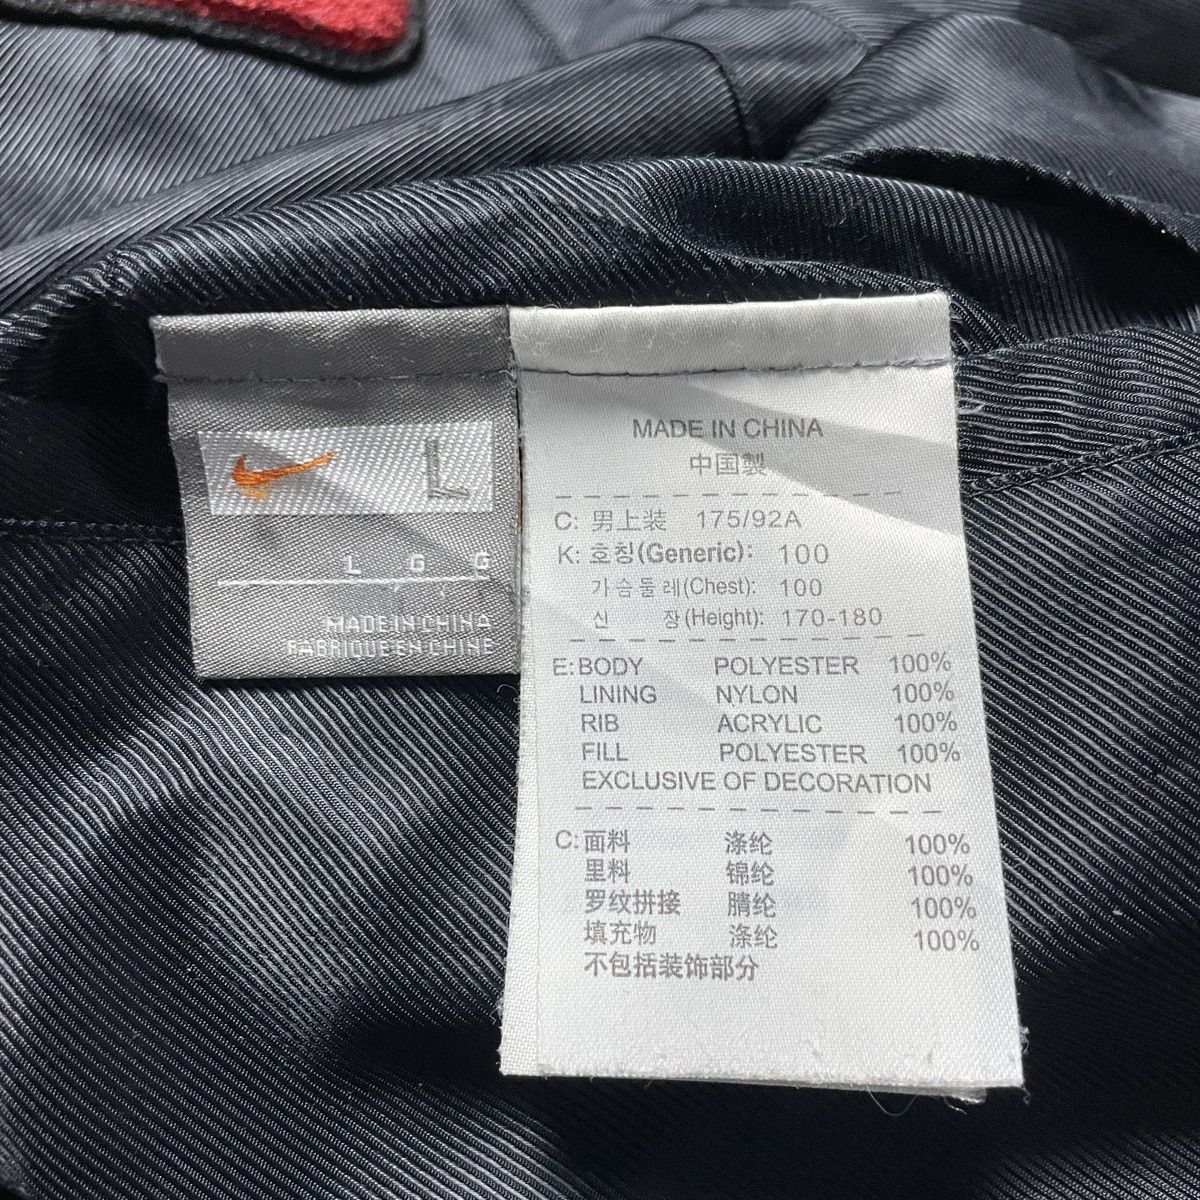 L
L G G
MADE IN CHINA
FABRIQUE EN CHINE
MADE IN CHINA
中国製
C: 男上装 175/92A
K: 호칭(Generic): 100
가슴둘레(Chest): 100
신 장(Height): 170-180
E: BODY POLYESTER 100%
LINING NYLON 100%
RIB ACRYLIC 100%
FILL POLYESTER 100%
EXCLUSIVE OF DECORATION
C: 面料 涤纶 100%
里料 锦纶 100%
罗纹拼接 腈纶 100%
填充物 涤纶 100%
不包括装饰部分